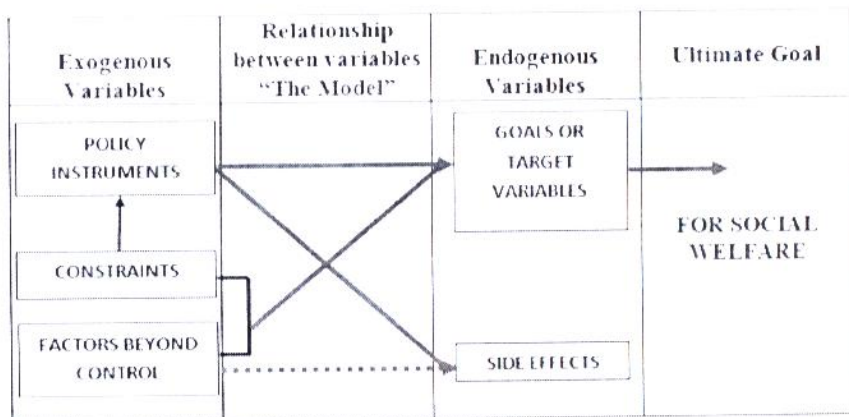 Exogenous
Variables
Relationship
between variables
“The Model”
Endogenous
Variables
Ultimate Goal
POLICY
INSTRUMENTS
CONSTRAINTS
FACTORS BEYOND
CONTROL
GOALS OR
TARGET
VARIABLES
SIDE EFFECTS
FOR SOCIAL
WELFARE